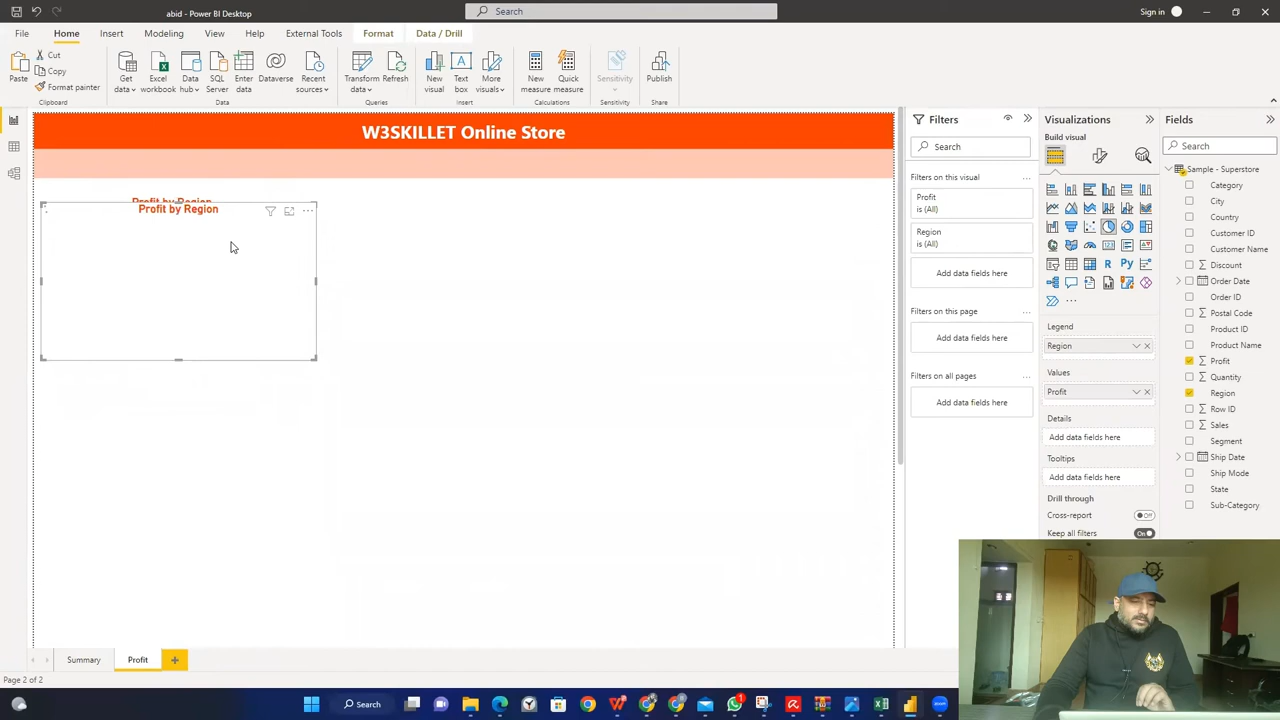 abid - Power BI Desktop
Search
Sign in
File
Home
Insert
Modeling
View
Help
External Tools
Format
Data / Drill
Paste
Cut
Copy
Format painter
Clipboard
Get data
Excel workbook
Data hub
SQL Server
Enter data
Dataverse
Recent sources
Data
Transform data
Refresh
Queries
New visual
Text box
More visuals
Insert
New measure
Quick measure
Calculations
Sensitivity
Sensitivity
Publish
Share
W3SKILLET Online Store
Profit by Region
Profit by Region
Filters
Search
Filters on this visual
Profit
is (All)
Region
is (All)
Add data fields here
Filters on this page
Add data fields here
Filters on all pages
Add data fields here
Visualizations
Build visual
R
Py
Legend
Region
Values
Profit
Details
Add data fields here
Tooltips
Add data fields here
Drill through
Cross-report
Off
Keep all filters
On
Fields
Search
Sample - Superstore
Category
City
Country
Customer ID
Customer Name
Discount
Order Date
Order ID
Postal Code
Product ID
Product Name
Profit
Quantity
Region
Row ID
Sales
Segment
Ship Date
Ship Mode
State
Sub-Category
Summary
Profit
Page 2 of 2
Search
1